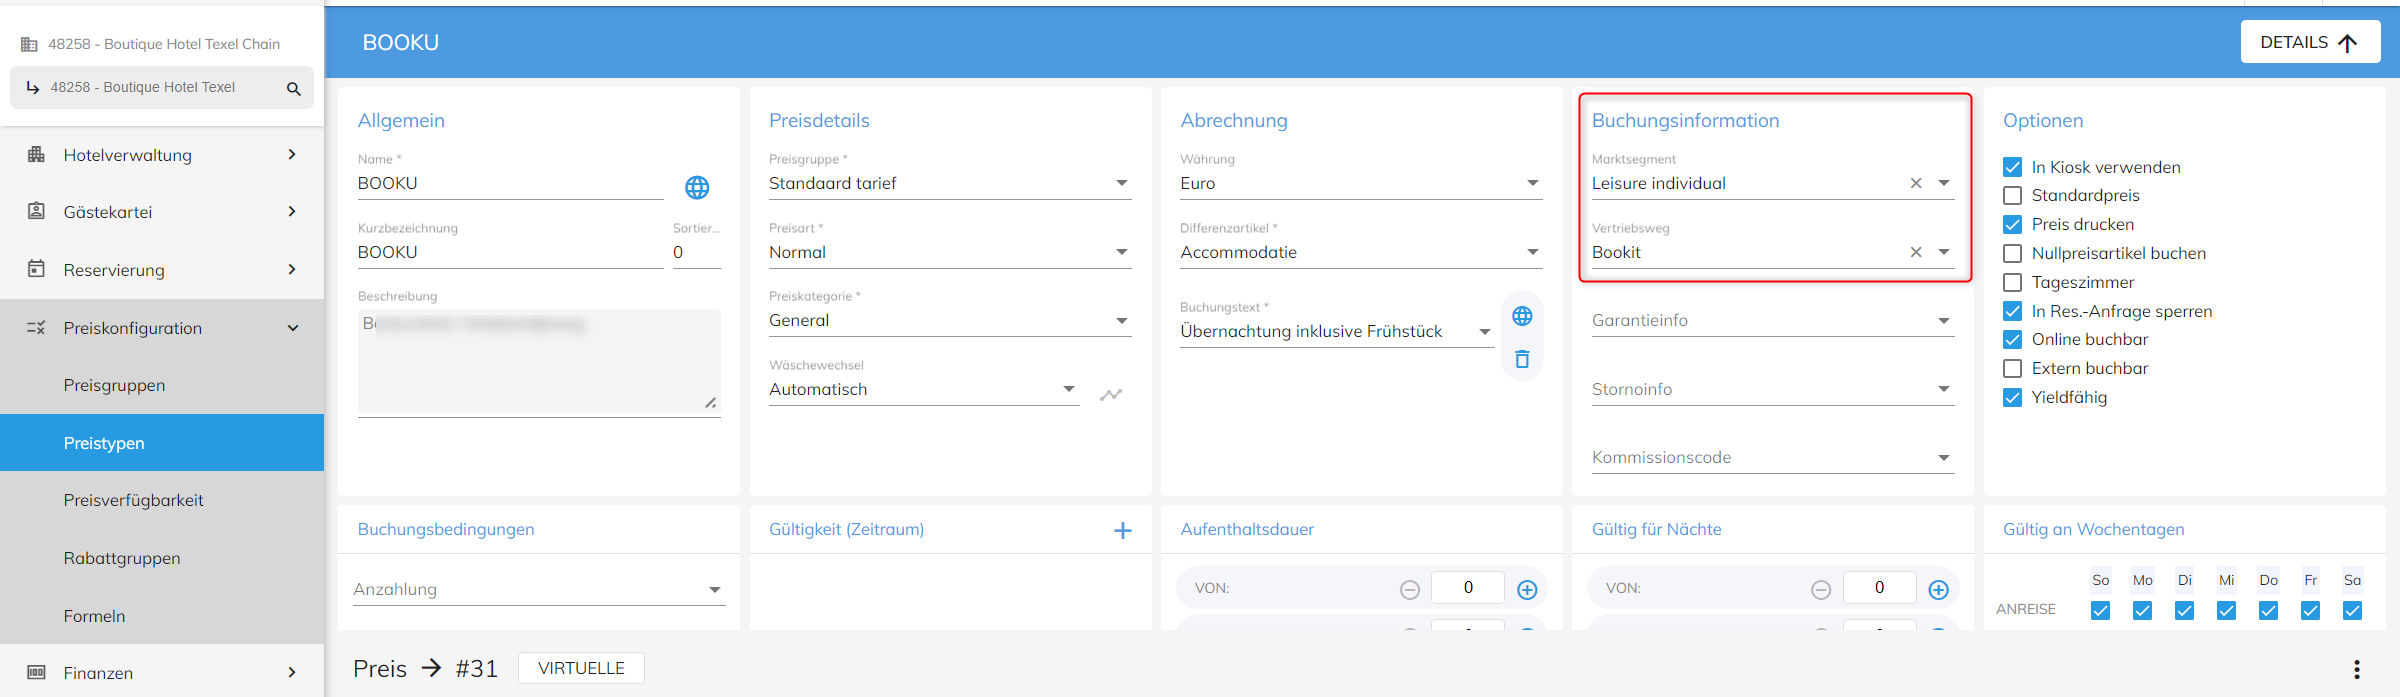 48258 - Boutique Hotel Texel Chain
48258 - Boutique Hotel Texel
Hotelverwaltung
Gästekartei
Reservierung
Preiskonfiguration
Preisgruppen
Preistypen
Preisverfügbarkeit
Rabattgruppen
Formeln
Finanzen
BOOKU
DETAILS
Allgemein
Name *
BOOKU
Kurzbezeichnung
Sortier...
BOOKU
0
Beschreibung
Preisdetails
Preisgruppe *
Standaard tarief
Preisart *
Normal
Preiskategorie *
General
Wäschewechsel
Automatisch
Abrechnung
Währung
Euro
Differenzartikel *
Accommodatie
Buchungstext *
Übernachtung inklusive Frühstück
Buchungsinformation
Marktsegment
Leisure individual
Vertriebsweg
Bookit
Garantieinfo
Stornoinfo
Kommissionscode
Optionen
In Kiosk verwenden
Standardpreis
Preis drucken
Nullpreisartikel buchen
Tageszimmer
In Res.-Anfrage sperren
Online buchbar
Extern buchbar
Yieldfähig
Buchungsbedingungen
Anzahlung
Gültigkeit (Zeitraum)
Aufenthaltsdauer
VON:
0
Gültig für Nächte
VON:
0
Gültig an Wochentagen
So Mo Di Mi Do Fr Sa
ANREISE
Preis → #31
VIRTUELLE